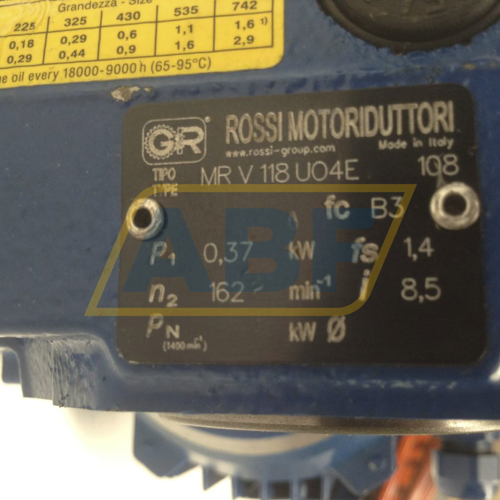 Grandezza - Size
225 325 430 535 742
0,18 0,29 0,6 1,1 1,6 1)
0,29 0,44 0,9 1,6 2,9
e oil every 18000-9000 h (65-95°C)
GR ROSSI MOTORIDUTTORI
www.rossi-group.com Made in Italy
TIPO
TYPE MR V 118 UO4E 108
fc B3
P1 0,37 kW fs 1,4
n2 162 min-1 i 8,5
PN kW Ø
(1400 min-1)
ABF